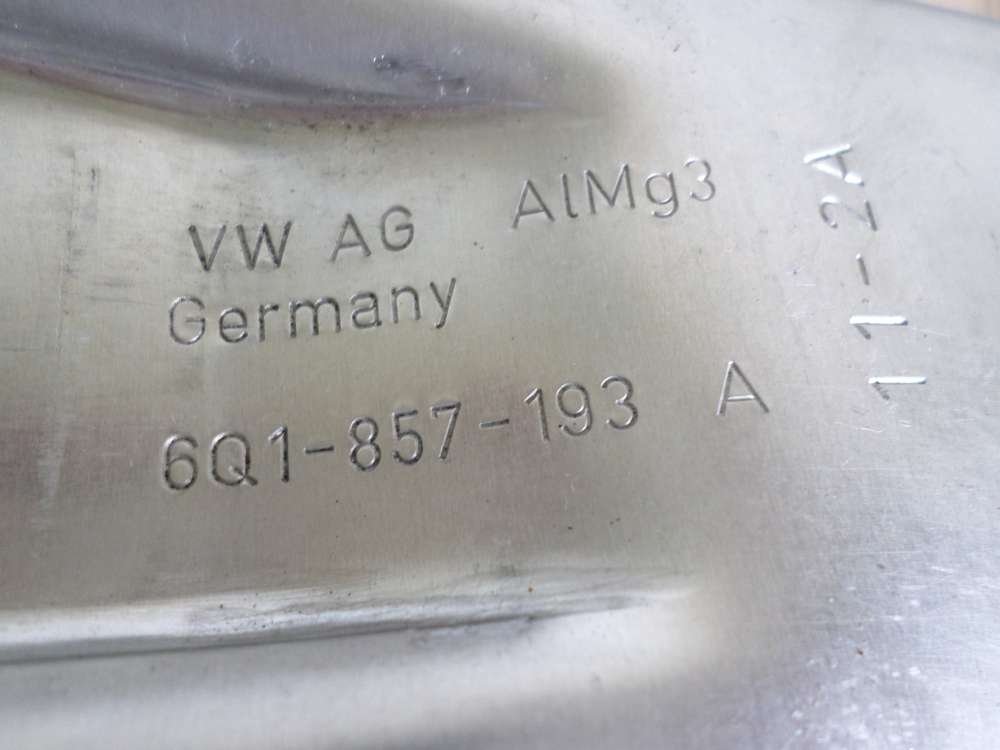 VW AG AlMg3
Germany
6Q1-857-193 A
11-2A